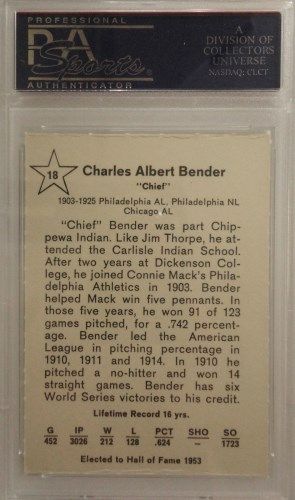 PROFESSIONAL
PSA
Sports
AUTHENTICATOR
A
DIVISION OF
COLLECTORS
UNIVERSE
NASDAQ: CLCT
18
Charles Albert Bender
"Chief"
1903-1925 Philadelphia AL, Philadelphia NL
Chicago AL
"Chief" Bender was part Chip-
pewa Indian. Like Jim Thorpe, he at-
tended the Carlisle Indian School.
After two years at Dickenson Col-
lege, he joined Connie Mack's Phila-
delphia Athletics in 1903. Bender
helped Mack win five pennants. In
those five years, he won 91 of 123
games pitched, for a .742 percent-
age. Bender led the American
League in pitching percentage in
1910, 1911 and 1914. In 1910 he
pitched a no-hitter and won 14
straight games. Bender has six
World Series victories to his credit.
Lifetime Record 16 yrs.
G IP W L PCT SHO SO
452 3026 212 128 .624 – 1723
Elected to Hall of Fame 1953